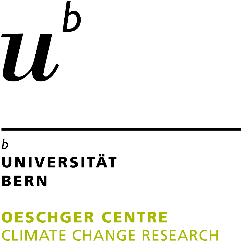 u
b
b
UNIVERSITÄT
BERN
OESCHGER CENTRE
CLIMATE CHANGE RESEARCH